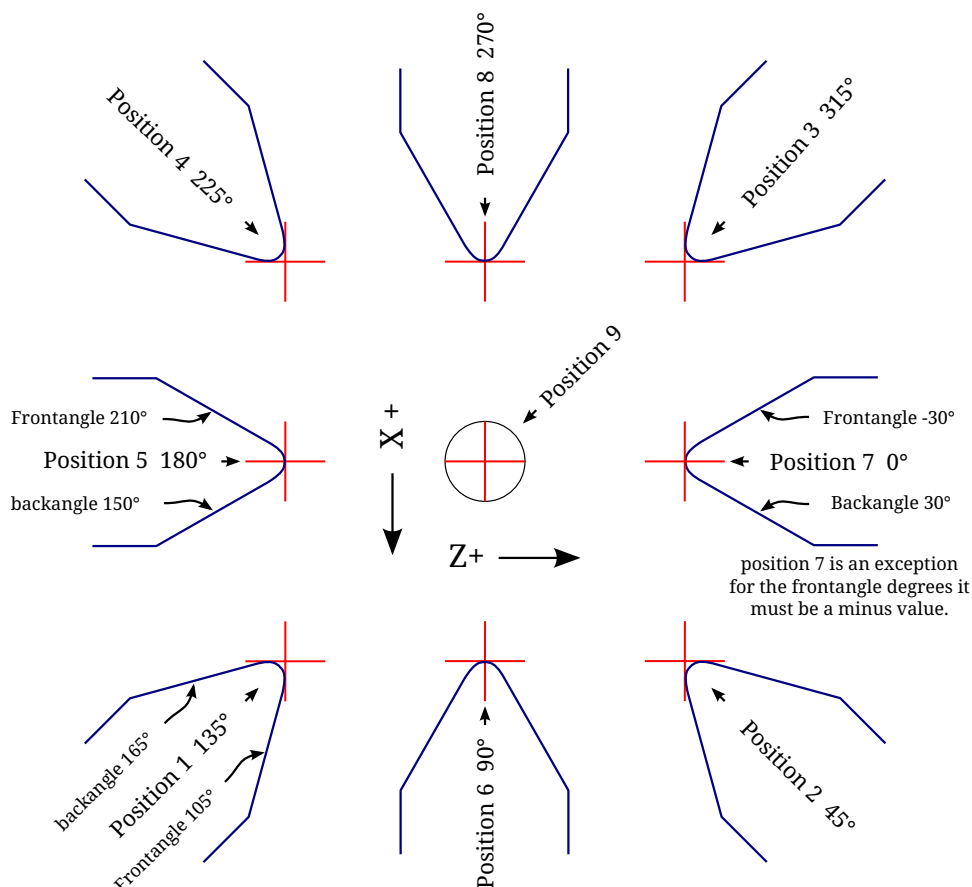 Position 4  225°
Position 8  270°
Position 3  315°
Position 9
X+
Frontangle 210°
Position 5  180°
backangle 150°
Frontangle -30°
Position 7  0°
Backangle 30°
Z+
position 7 is an exception
for the frontangle degrees it
must be a minus value.
backangle 165°
Position 1  135°
Frontangle 105°
Position 6  90°
Position 2  45°